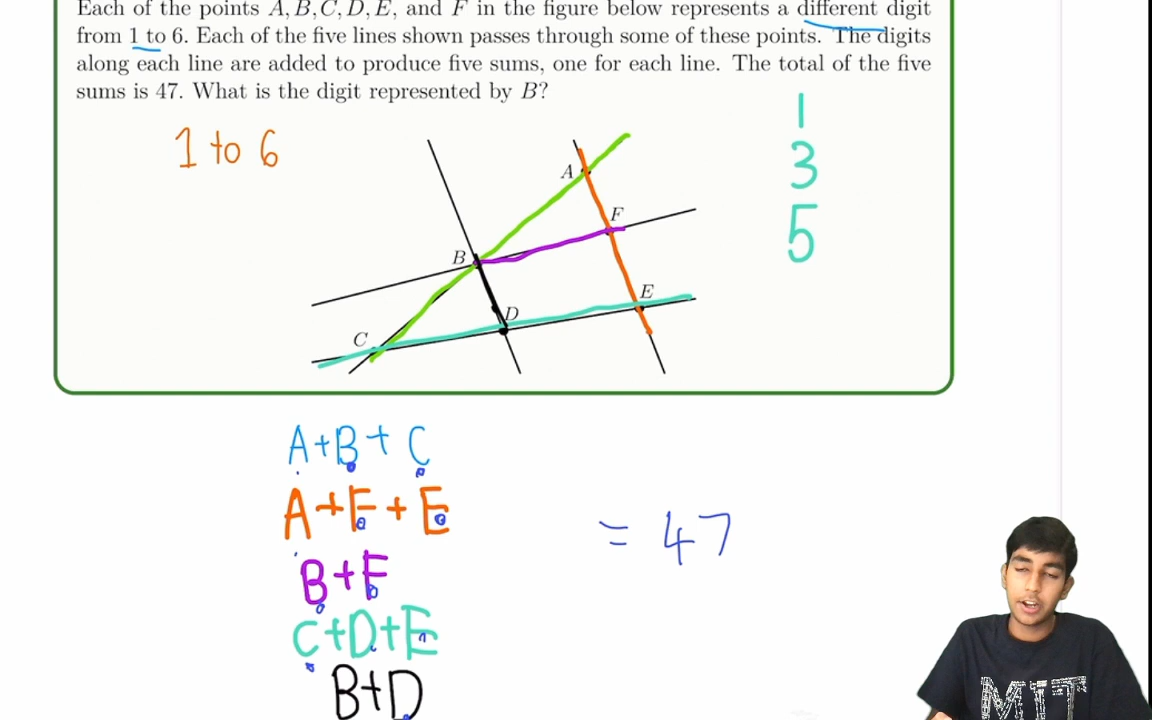 Each of the points A, B, C, D, E, and F in the figure below represents a different digit
from 1 to 6. Each of the five lines shown passes through some of these points. The digits
along each line are added to produce five sums, one for each line. The total of the five
sums is 47. What is the digit represented by B?
1 to 6
1
3
5
A
F
B
E
D
C
A+B+C
A+F+E
B+F
= 47
C+D+E
B+D
MIT